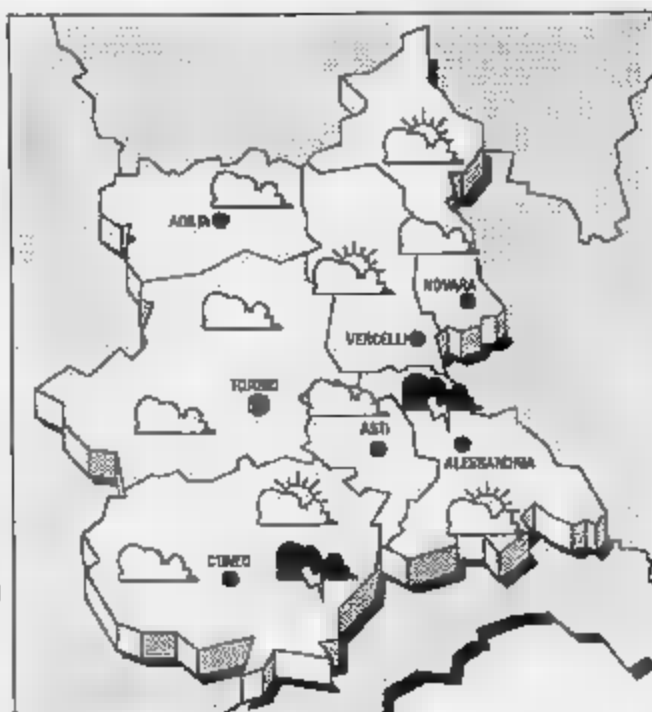 AOSTA
NOVARA
VERCELLI
TORINO
ASTI
ALESSANDRIA
CUNEO